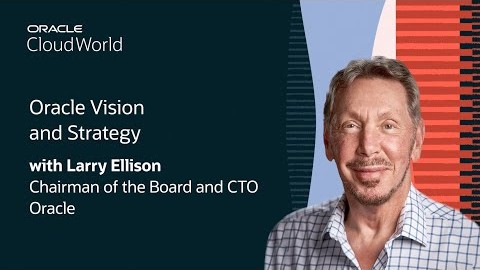 ORACLE
CloudWorld
Oracle Vision
and Strategy
with Larry Ellison
Chairman of the Board and CTO
Oracle